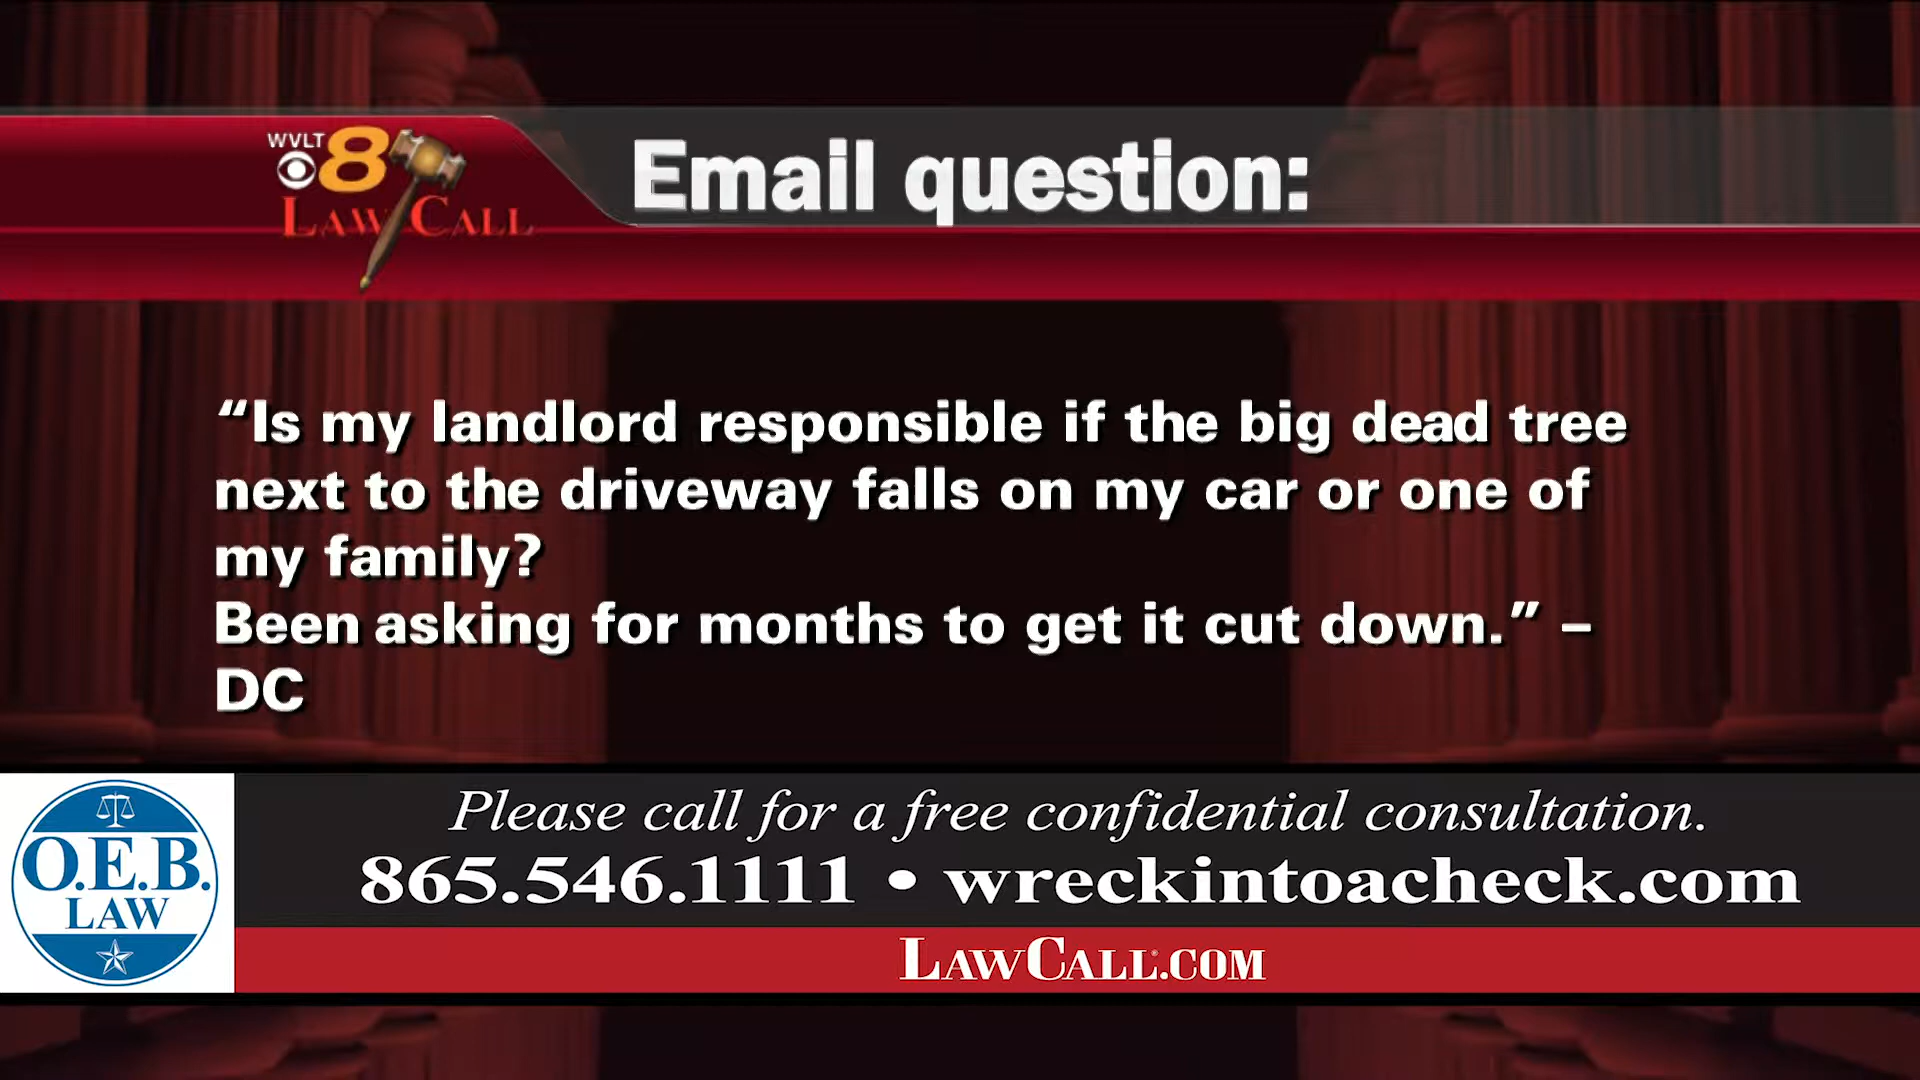 WVLT
8
LAW CALL
Email question:
“Is my landlord responsible if the big dead tree
next to the driveway falls on my car or one of
my family?
Been asking for months to get it cut down.” –
DC
O.E.B.
LAW
Please call for a free confidential consultation.
865.546.1111 • wreckintoacheck.com
LAWCALL®.COM